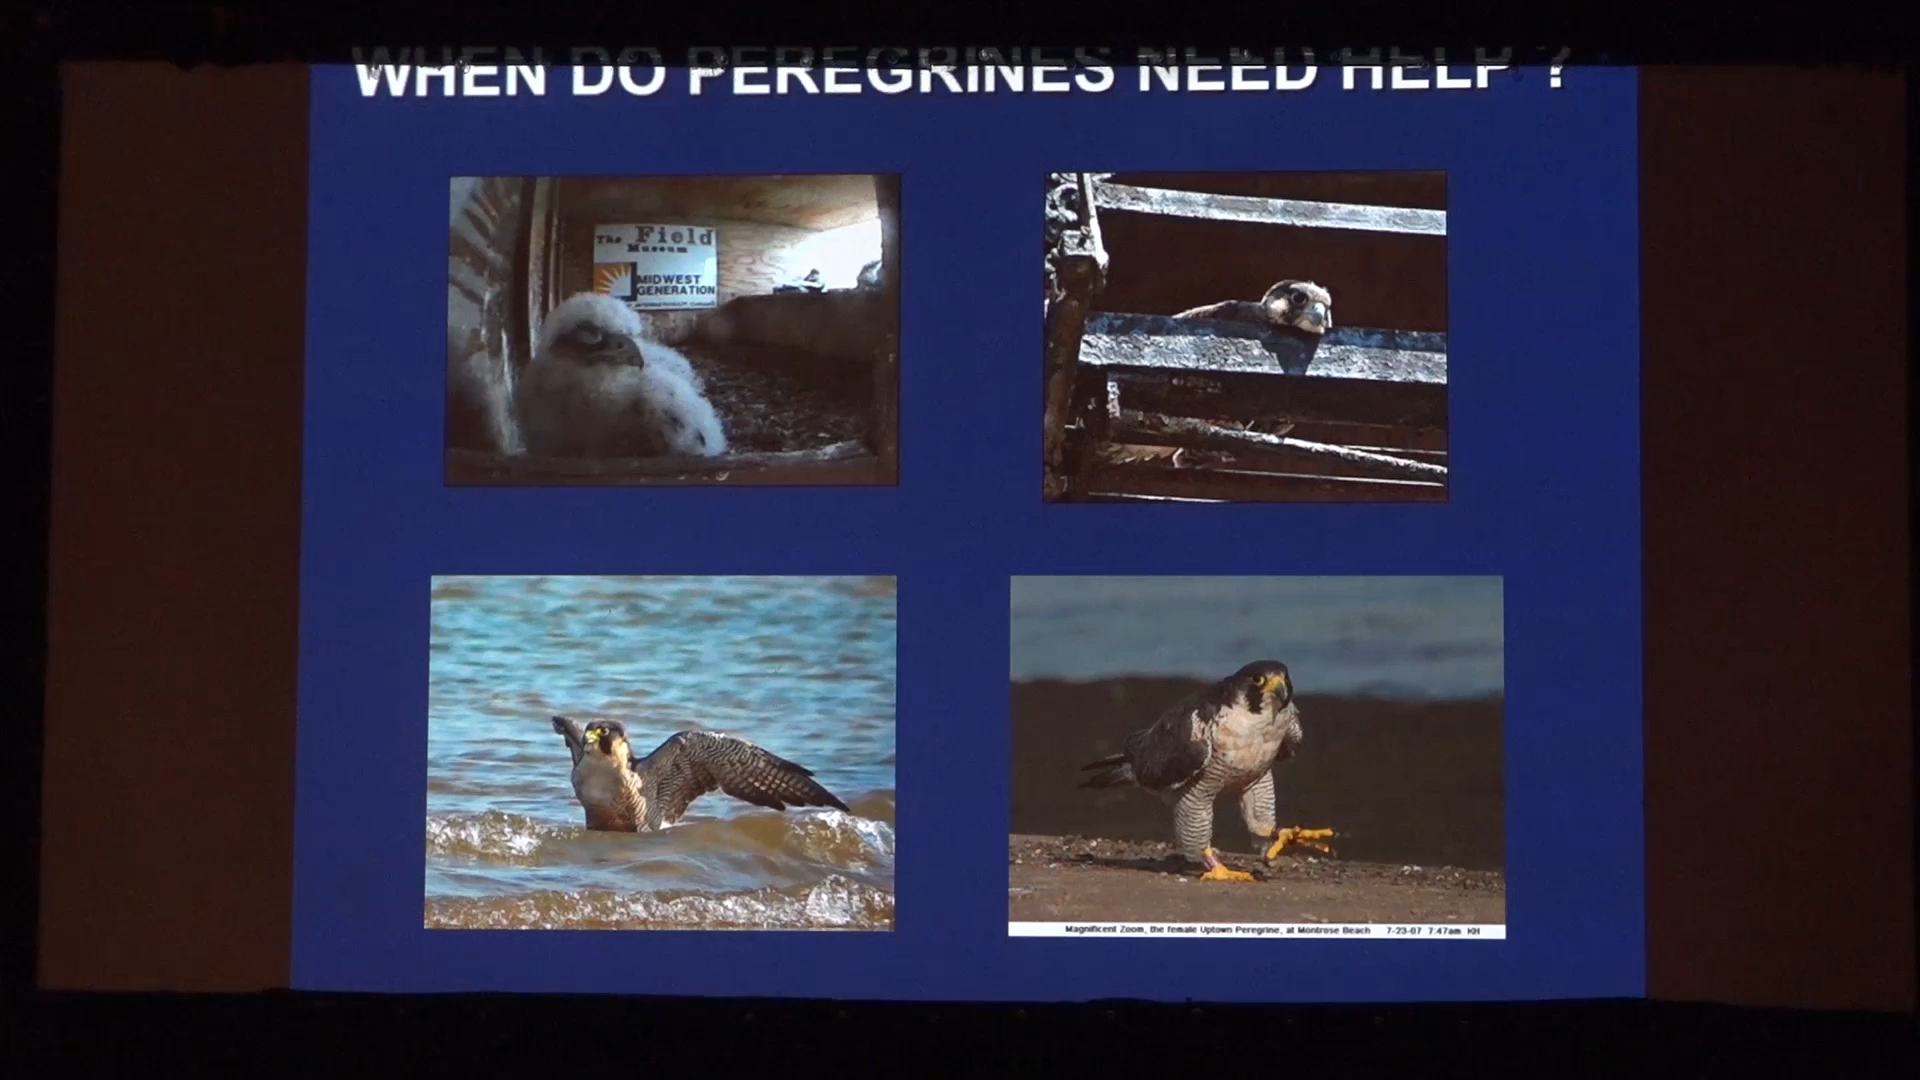 WHEN DO PEREGRINES NEED HELP ?
The Field
Museum
MIDWEST
GENERATION
Magnificent Zoom, the female Uptown Peregrine, at Montrose Beach 7-23-07 7:47am KH